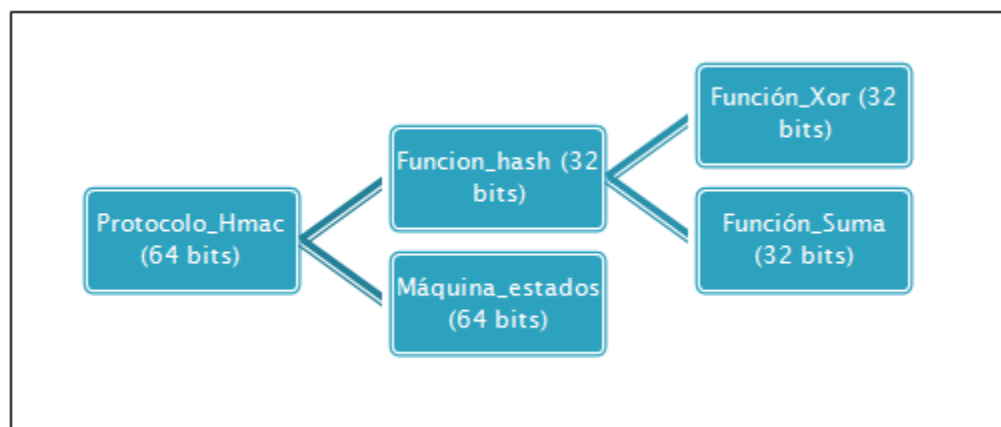 Protocolo_Hmac
(64 bits)
Funcion_hash (32
bits)
Máquina_estados
(64 bits)
Función_Xor (32
bits)
Función_Suma
(32 bits)